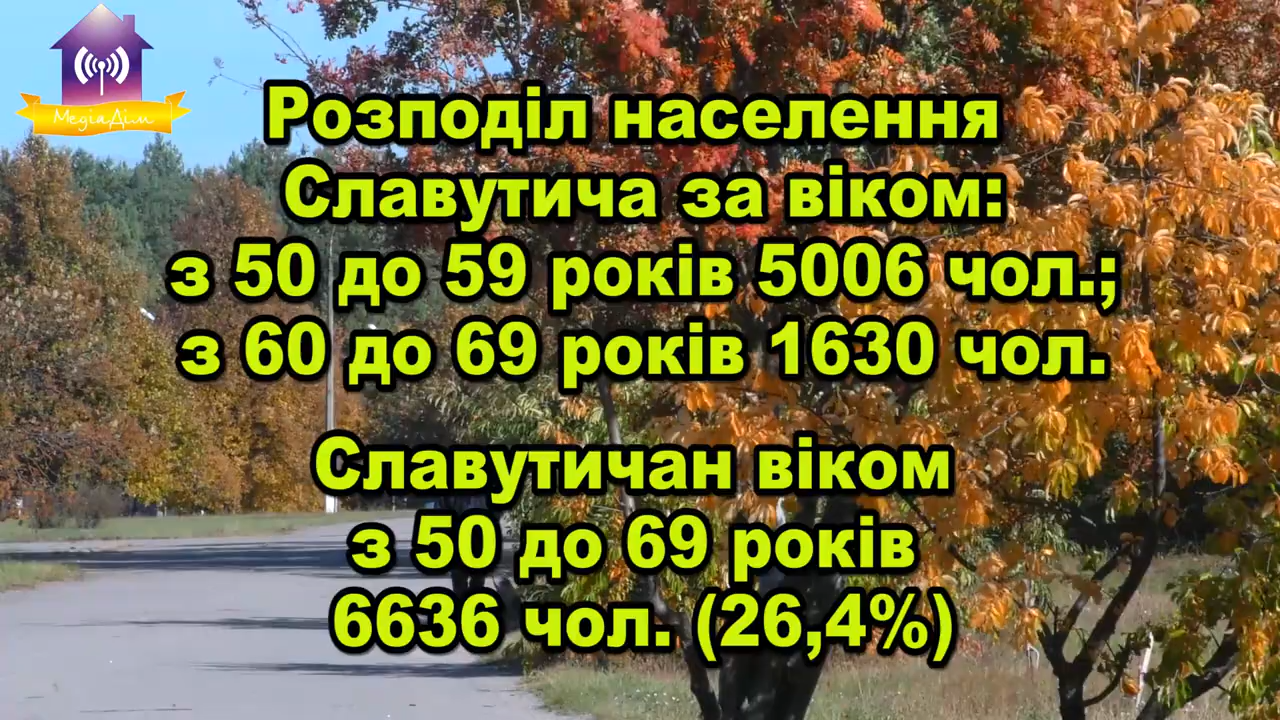 МедіаДім
Розподіл населення
Славутича за віком:
з 50 до 59 років 5006 чол.;
з 60 до 69 років 1630 чол.
Славутичан віком
з 50 до 69 років
6636 чол. (26,4%)